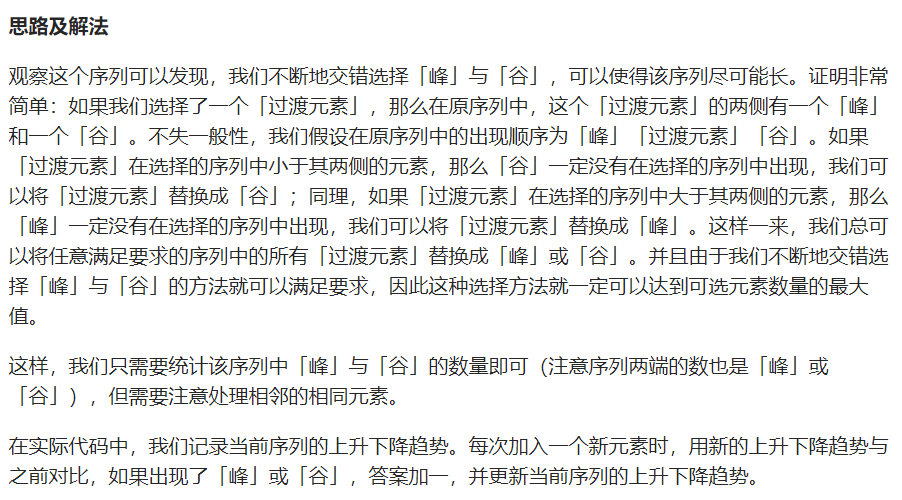 思路及解法
观察这个序列可以发现，我们不断地交错选择「峰」与「谷」，可以使得该序列尽可能长。证明非常
简单：如果我们选择了一个「过渡元素」，那么在原序列中，这个「过渡元素」的两侧有一个「峰」
和一个「谷」。不失一般性，我们假设在原序列中的出现顺序为「峰」「过渡元素」「谷」。如果
「过渡元素」在选择的序列中小于其两侧的元素，那么「谷」一定没有在选择的序列中出现，我们可
以将「过渡元素」替换成「谷」；同理，如果「过渡元素」在选择的序列中大于其两侧的元素，那么
「峰」一定没有在选择的序列中出现，我们可以将「过渡元素」替换成「峰」。这样一来，我们总可
以将任意满足要求的序列中的所有「过渡元素」替换成「峰」或「谷」。并且由于我们不断地交错选
择「峰」与「谷」的方法就可以满足要求，因此这种选择方法就一定可以达到可选元素数量的最大
值。
这样，我们只需要统计该序列中「峰」与「谷」的数量即可（注意序列两端的数也是「峰」或
「谷」），但需要注意处理相邻的相同元素。
在实际代码中，我们记录当前序列的上升下降趋势。每次加入一个新元素时，用新的上升下降趋势与
之前对比，如果出现了「峰」或「谷」，答案加一，并更新当前序列的上升下降趋势。